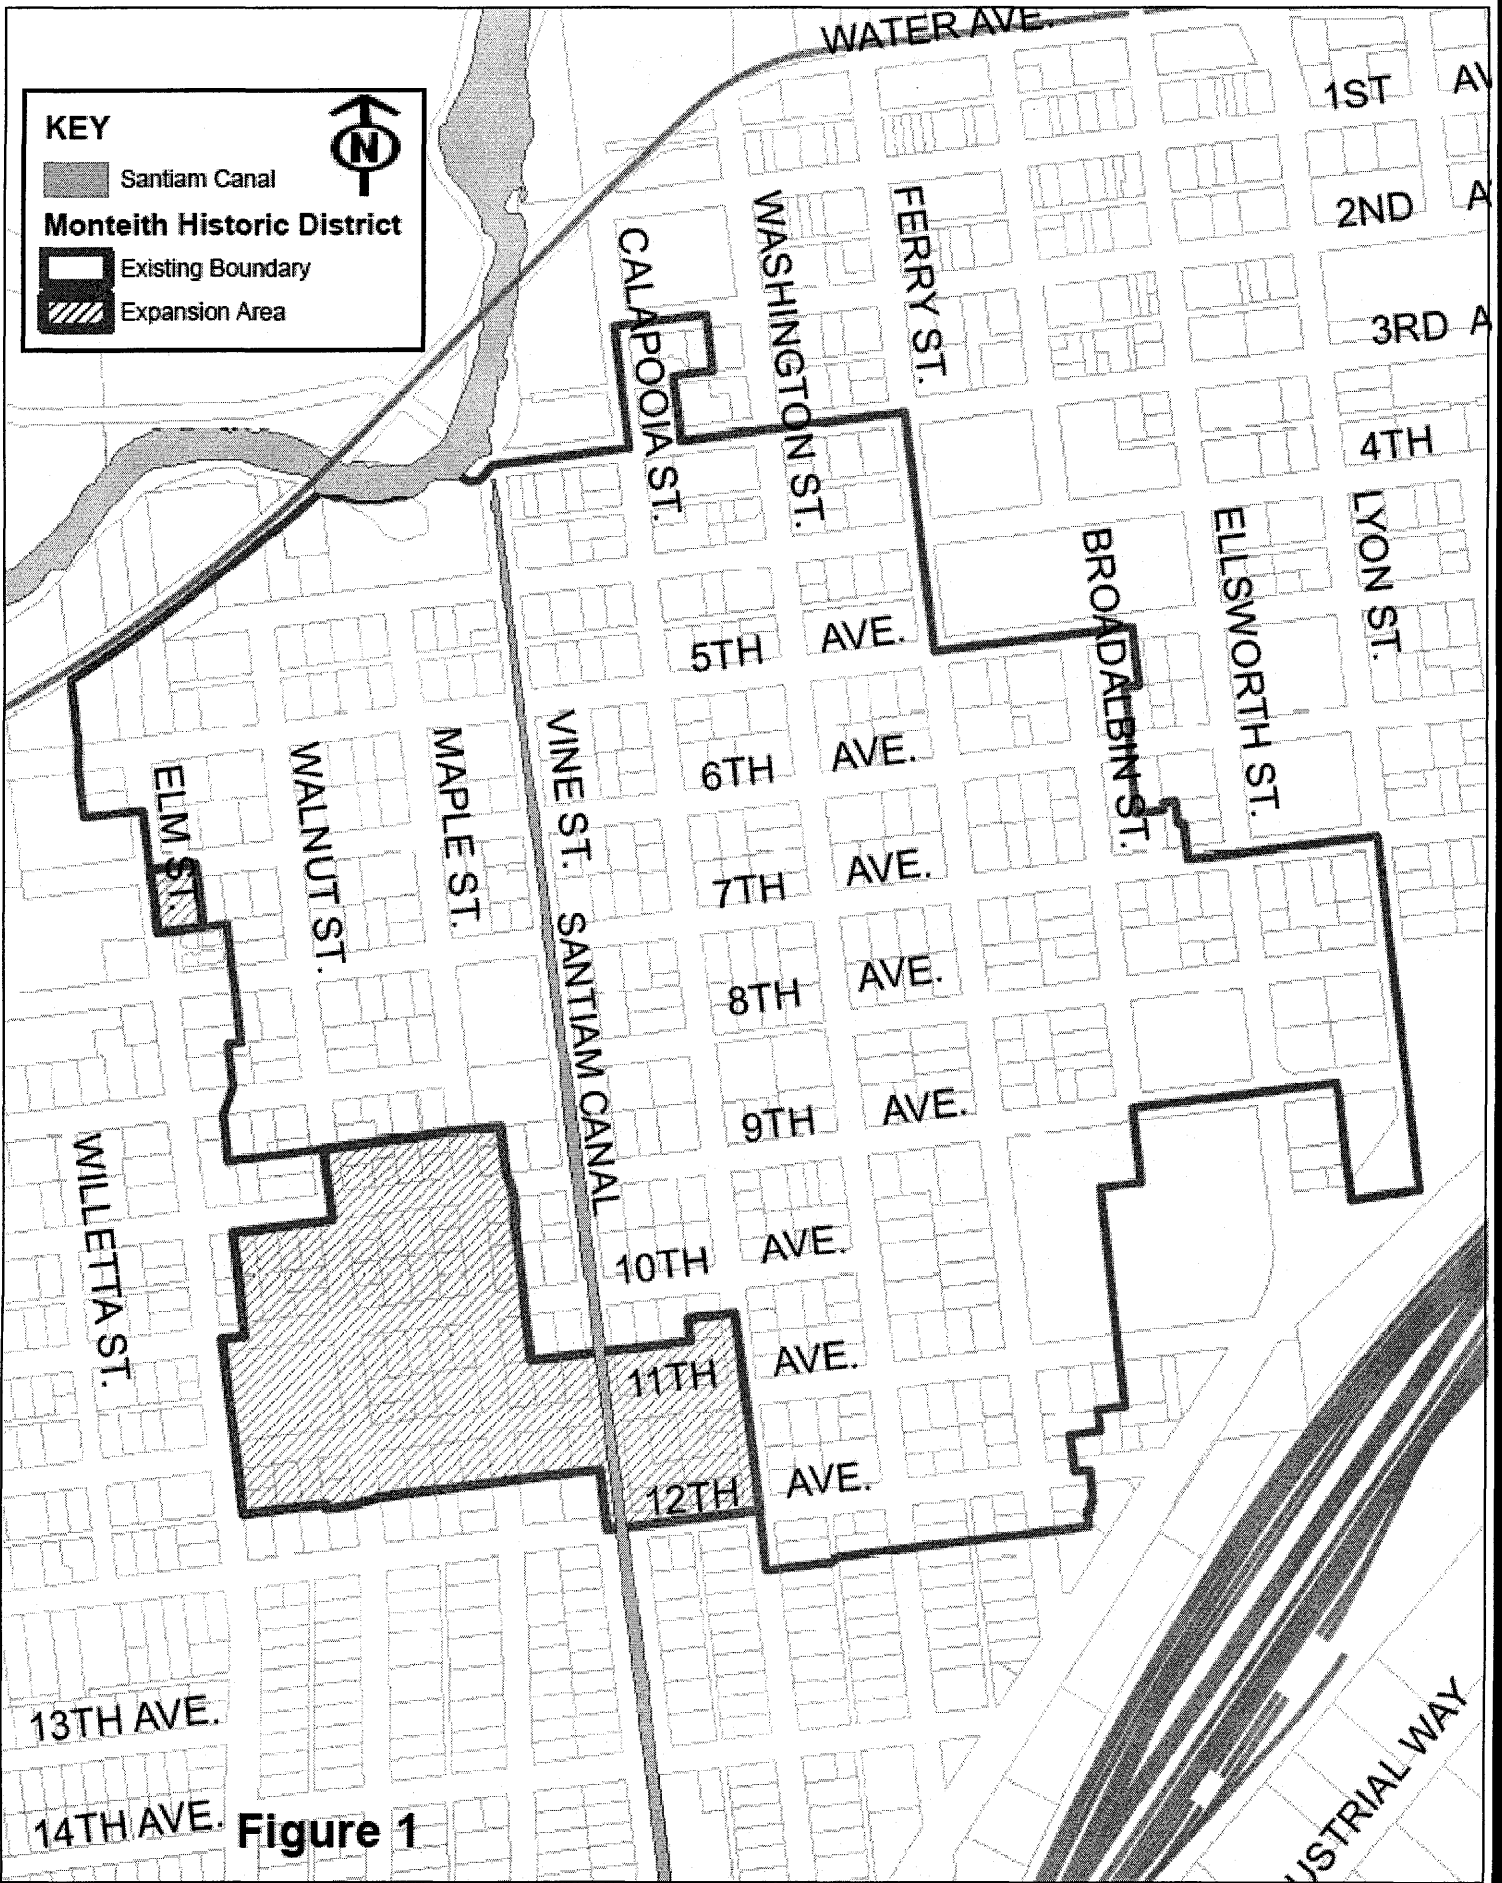 WATER AVE.
KEY
N
Santiam Canal
Monteith Historic District
Existing Boundary
Expansion Area
1ST AV
2ND A
3RD A
4TH
CALAPOOIA ST.
WASHINGTON ST.
FERRY ST.
BROADALBIN ST.
ELLSWORTH ST.
LYON ST.
5TH AVE.
6TH AVE.
7TH AVE.
8TH AVE.
9TH AVE.
10TH AVE.
11TH AVE.
12TH AVE.
ELM ST.
WALNUT ST.
MAPLE ST.
VINE ST.
SANTIAM CANAL
WILLETTA ST.
13TH AVE.
14TH AVE.
Figure 1
USTRIAL WAY